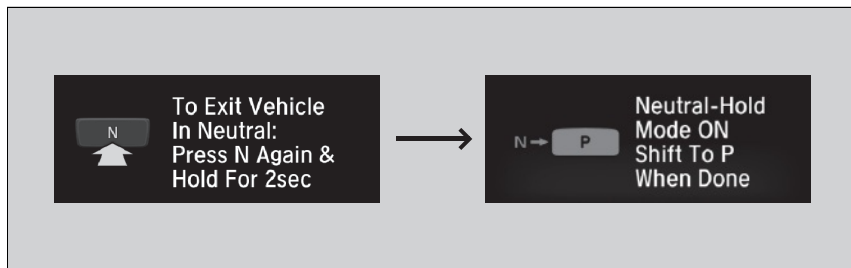 N
To Exit Vehicle
In Neutral:
Press N Again &
Hold For 2sec
N P
Neutral-Hold
Mode ON
Shift To P
When Done